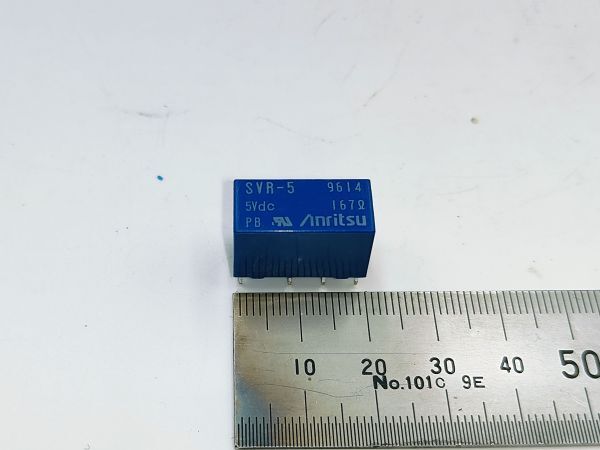 SVR-5 9614
5Vdc 167Ω
PB Anritsu
10 20 30 40 50
No.101C 9E